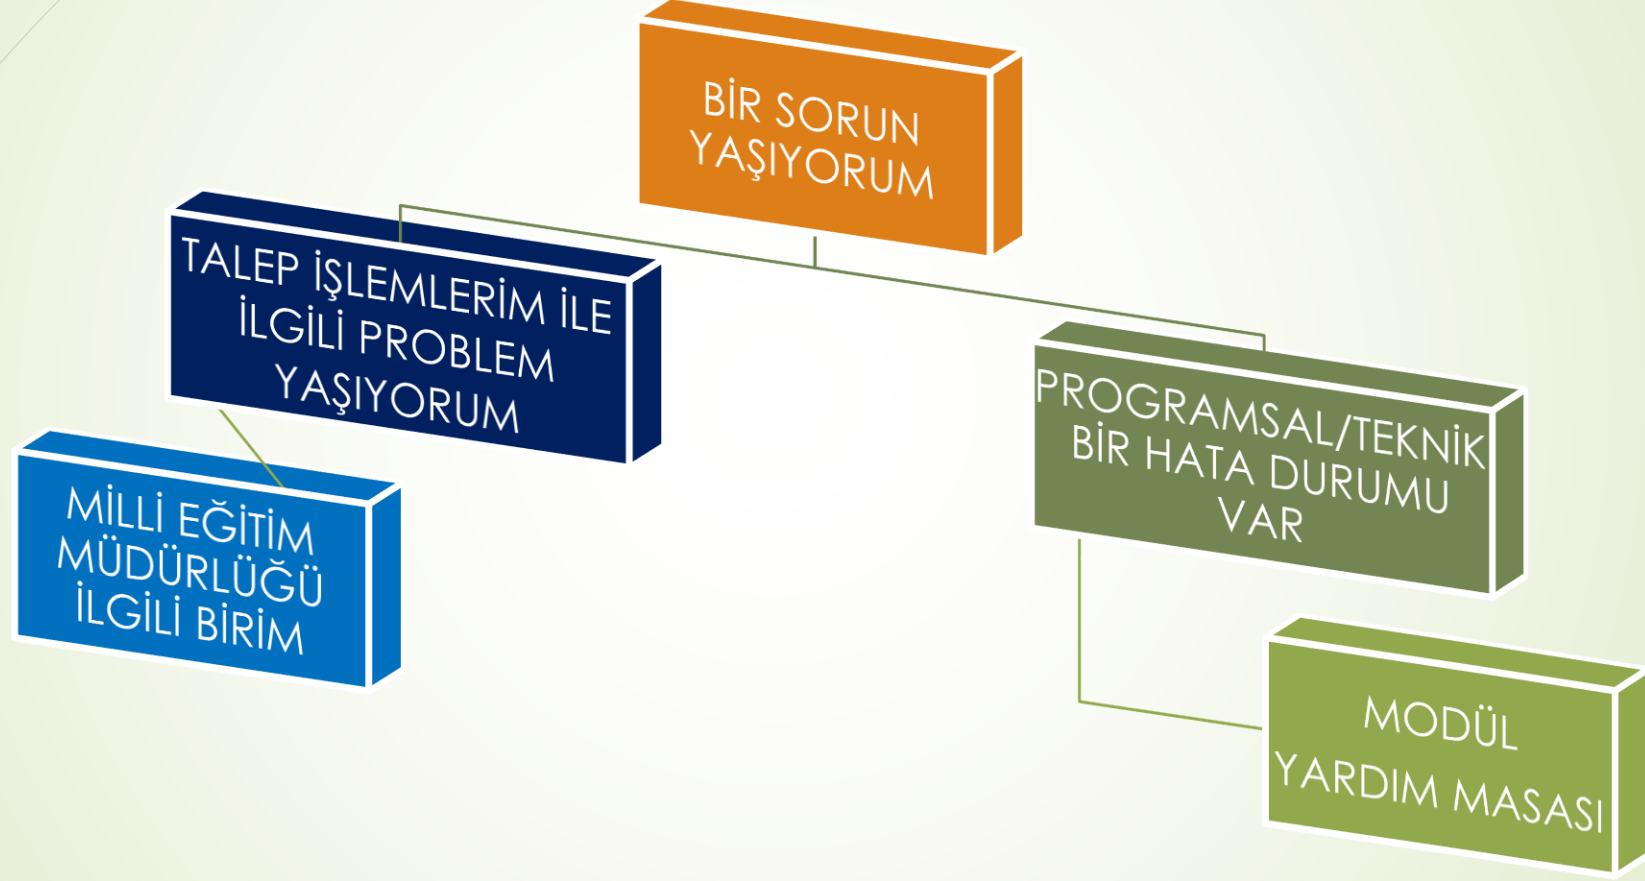 BİR SORUN
YAŞIYORUM
TALEP İŞLEMLERİM İLE
İLGİLİ PROBLEM
YAŞIYORUM
PROGRAMSAL/TEKNİK
BİR HATA DURUMU
VAR
MİLLİ EĞİTİM
MÜDÜRLÜĞÜ
İLGİLİ BİRİM
MODÜL
YARDIM MASASI